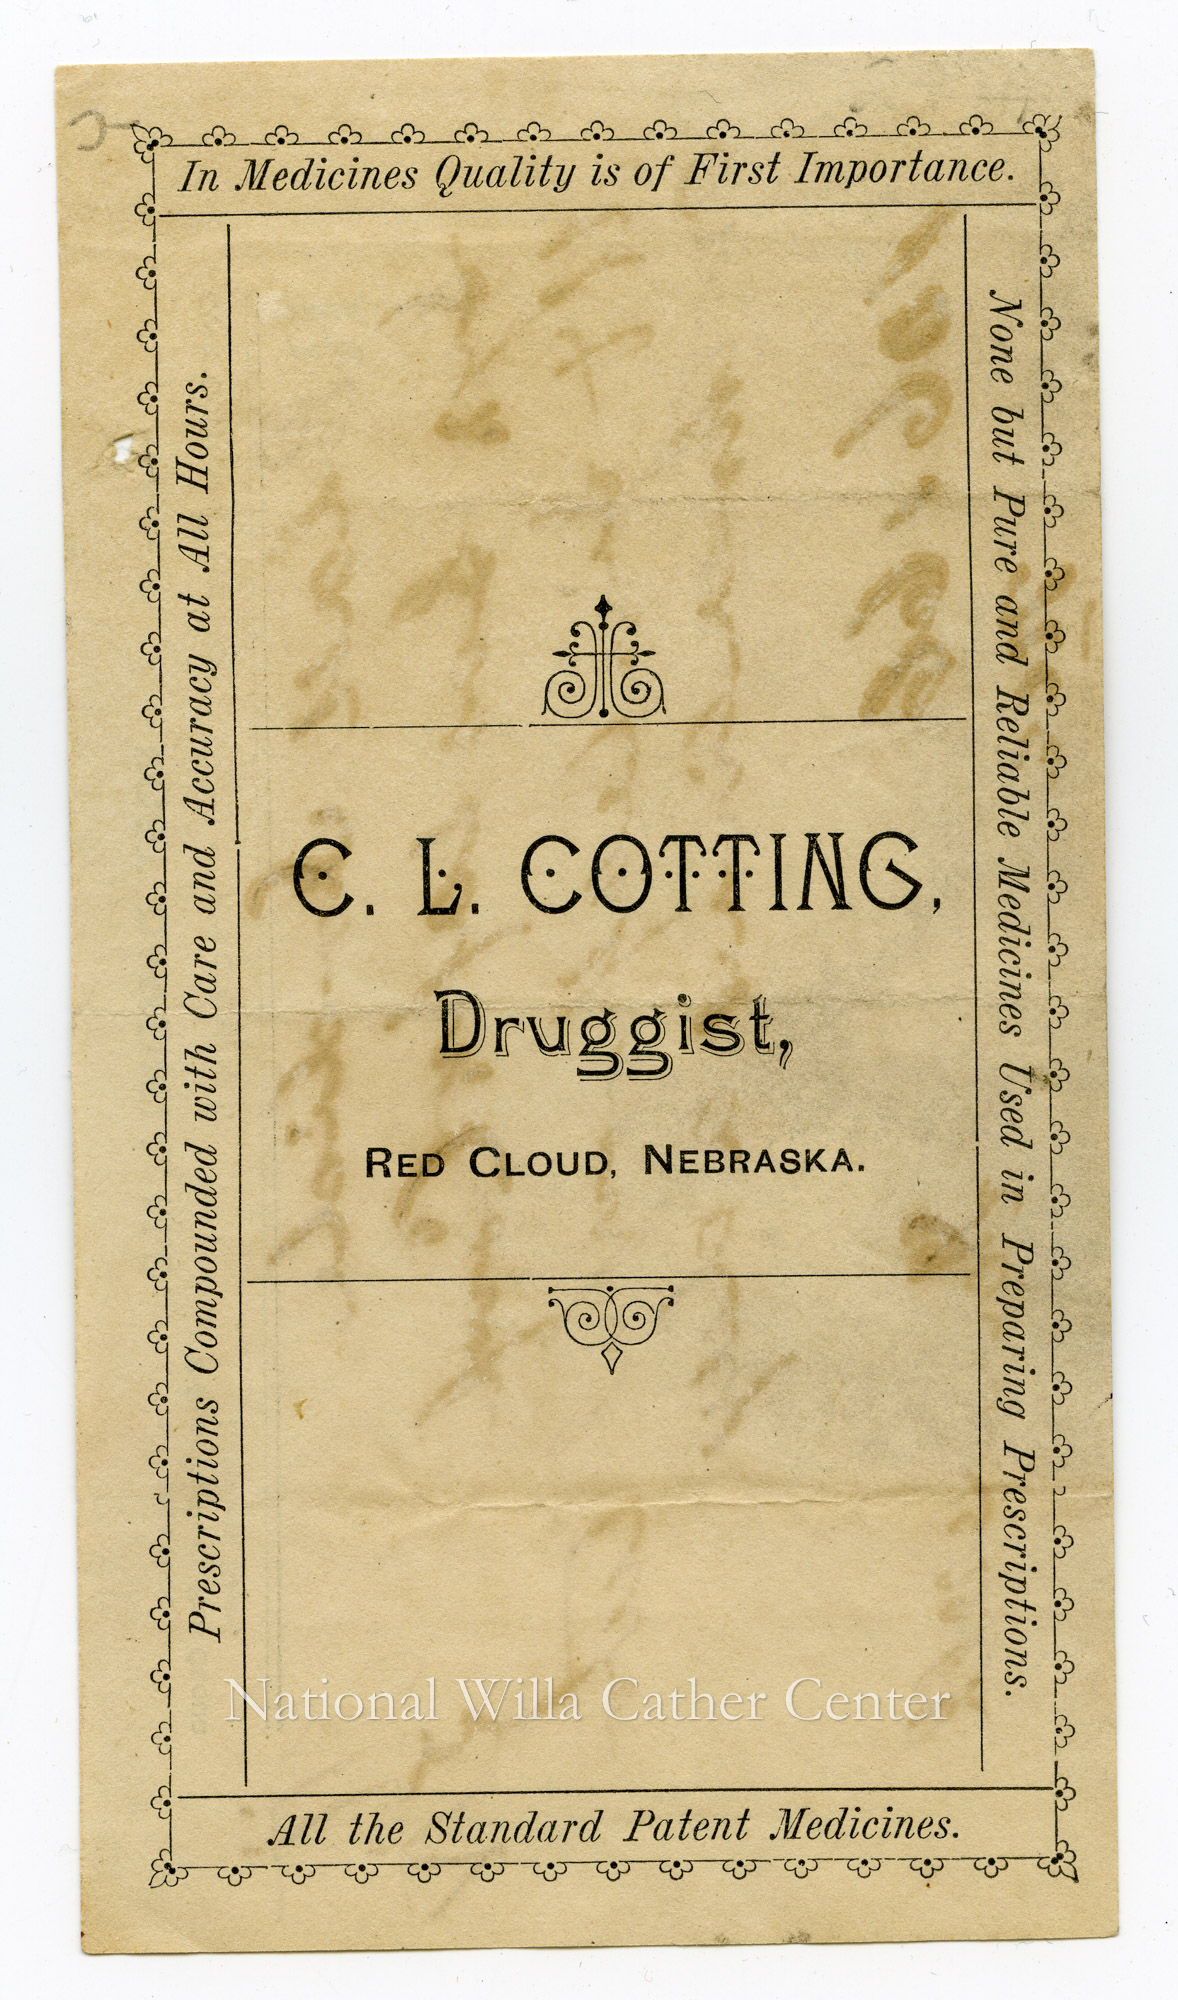 In Medicines Quality is of First Importance.
Prescriptions Compounded with Care and Accuracy at All Hours.
None but Pure and Reliable Medicines Used in Preparing Prescriptions.
C. L. COTTING,
Druggist,
RED CLOUD, NEBRASKA.
National Willa Cather Center
All the Standard Patent Medicines.